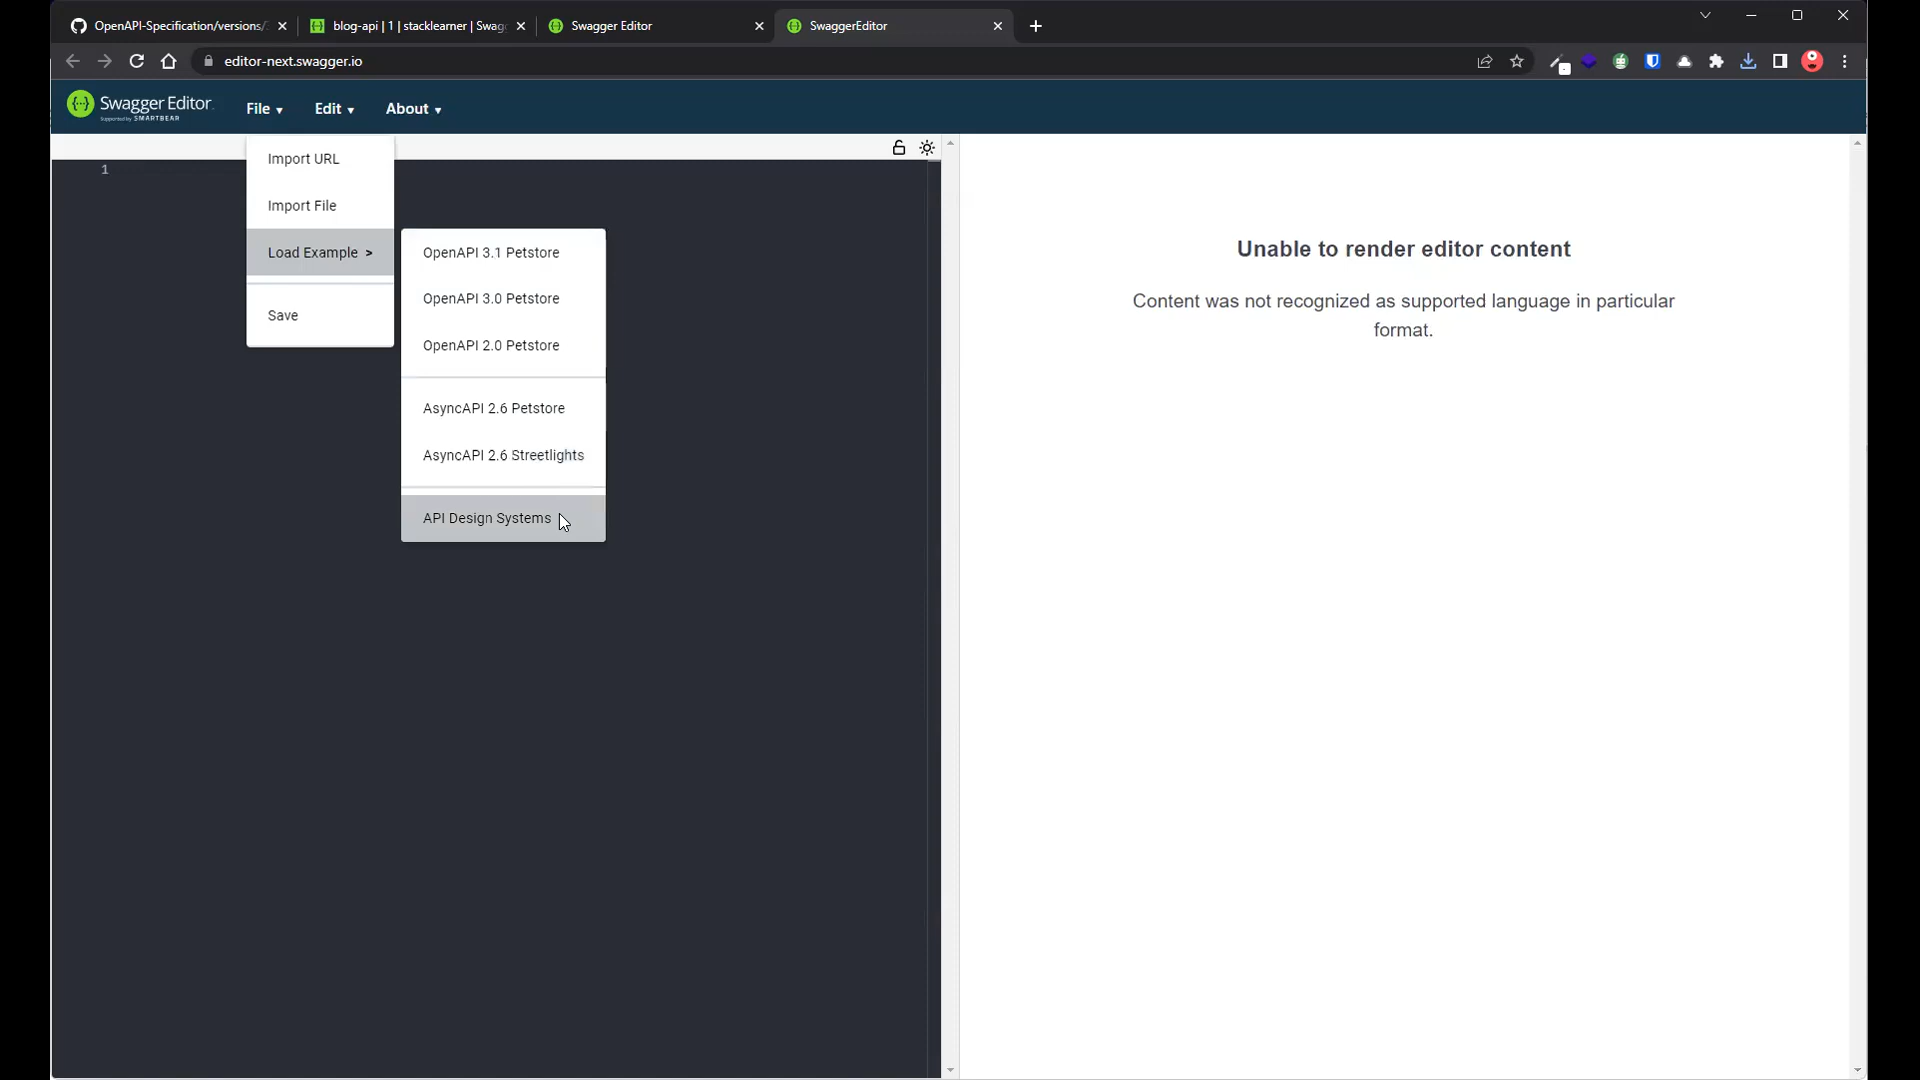 OpenAPI-Specification/versions/
blog-api | 1 | stacklearner | Swag
Swagger Editor
SwaggerEditor
editor-next.swagger.io
Swagger Editor
Supported by SMARTBEAR
File
Edit
About
Import URL
Import File
Load Example >
Save
OpenAPI 3.1 Petstore
OpenAPI 3.0 Petstore
OpenAPI 2.0 Petstore
AsyncAPI 2.6 Petstore
AsyncAPI 2.6 Streetlights
API Design Systems
1
Unable to render editor content
Content was not recognized as supported language in particular
format.